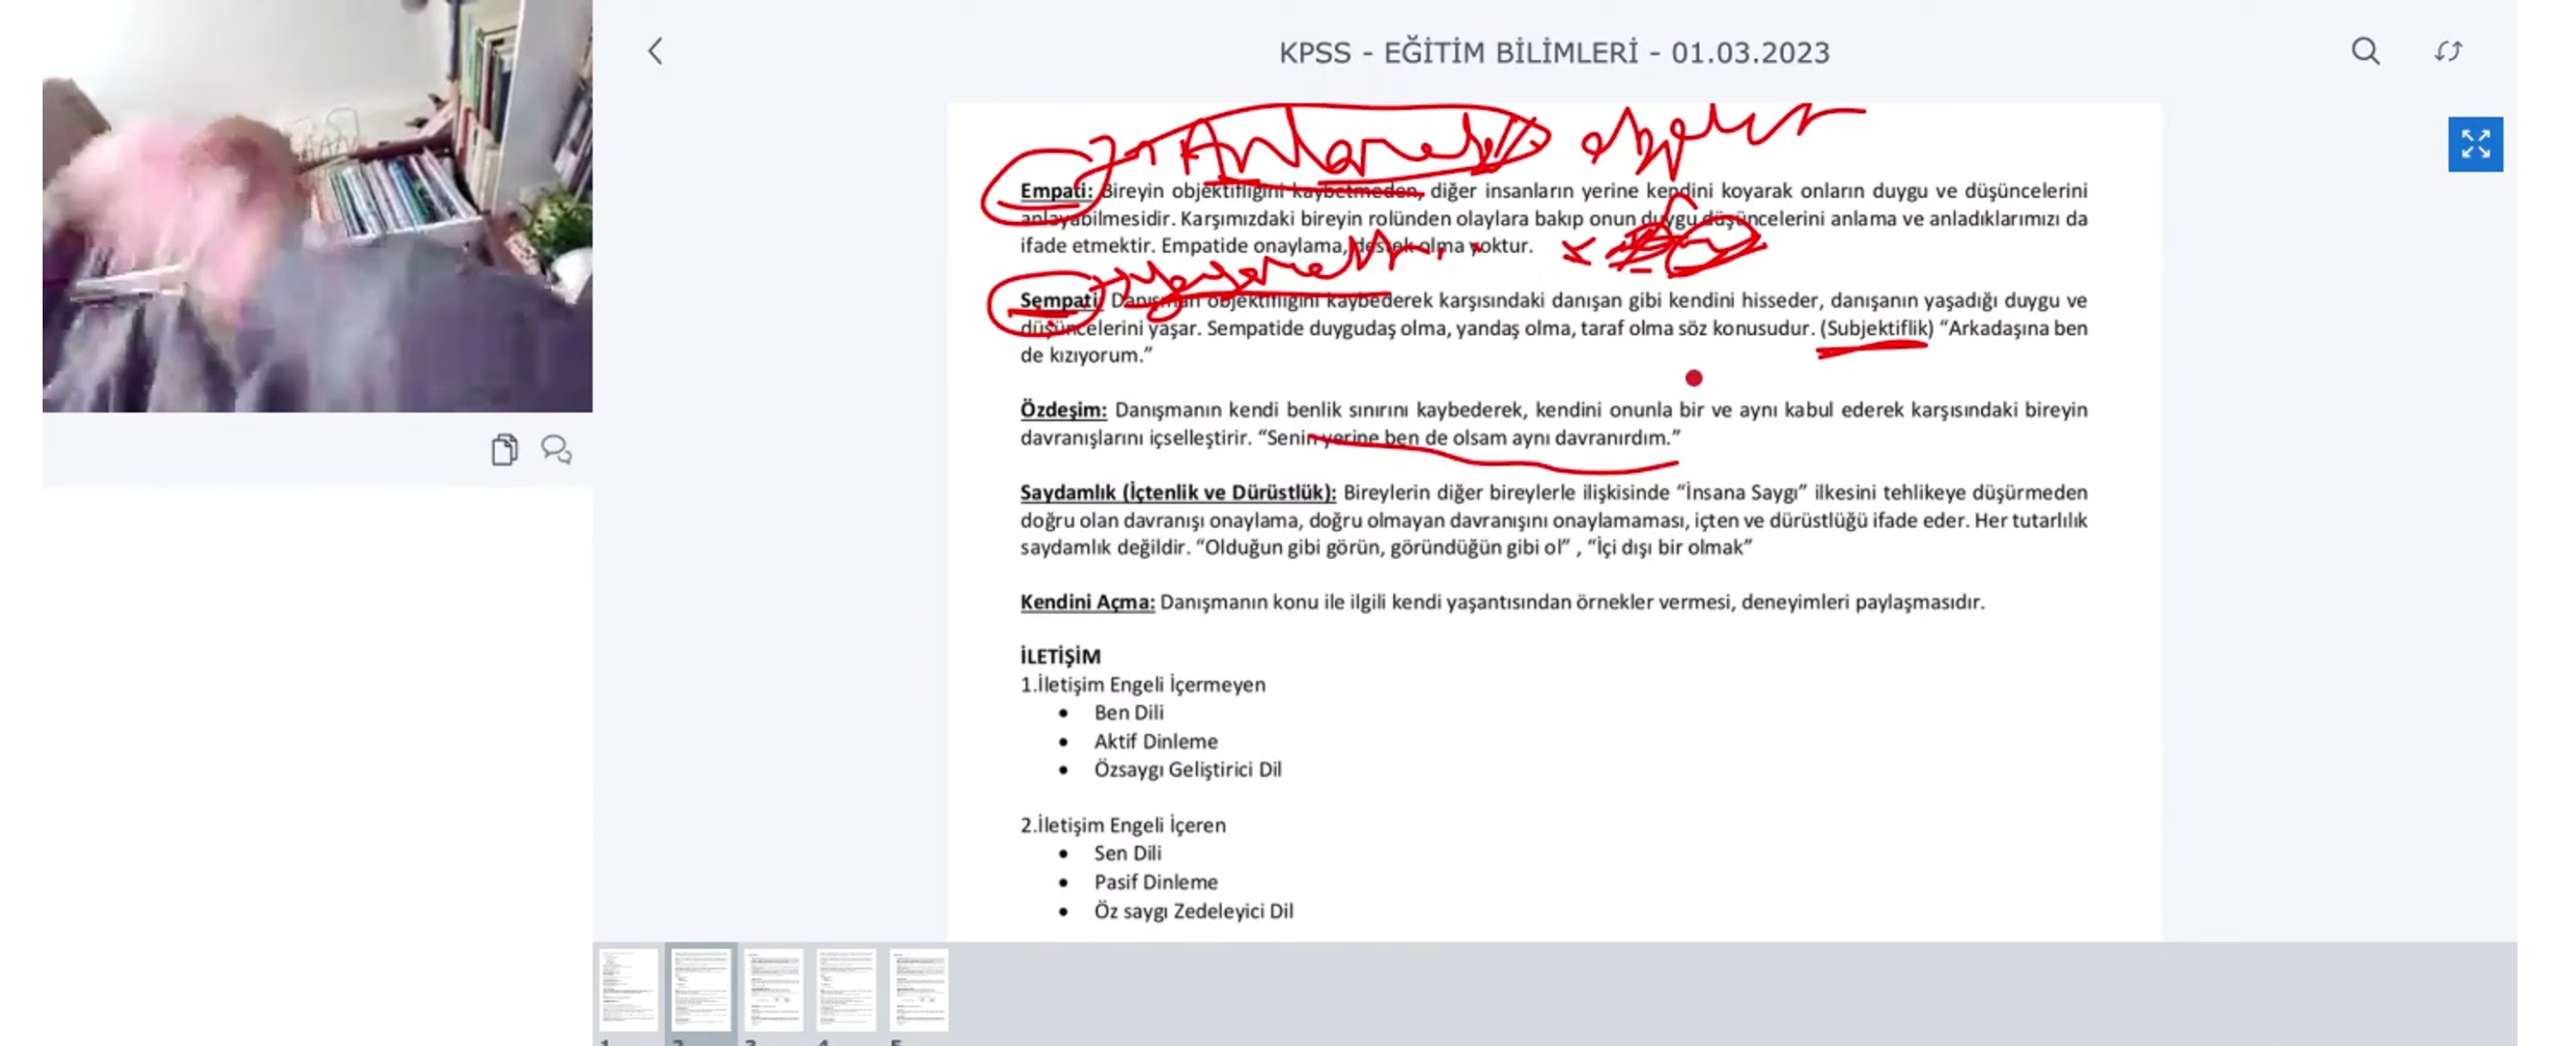 KPSS - EĞİTİM BİLİMLERİ - 01.03.2023
Anlamak objektif
Empati: Bireyin objektifliğini kaybetmeden, diğer insanların yerine kendini koyarak onların duygu ve düşüncelerini
anlayabilmesidir. Karşımızdaki bireyin rolünden olaylara bakıp onun duygu düşüncelerini anlama ve anladıklarımızı da
ifade etmektir. Empatide onaylama, destek olma yoktur.
Sempati: Danışman objektifliğini kaybederek karşısındaki danışan gibi kendini hisseder, danışanın yaşadığı duygu ve
düşüncelerini yaşar. Sempatide duygudaş olma, yandaş olma, taraf olma söz konusudur. (Subjektiflik) “Arkadaşına ben
de kızıyorum.”
Özdeşim: Danışmanın kendi benlik sınırını kaybederek, kendini onunla bir ve aynı kabul ederek karşısındaki bireyin
davranışlarını içselleştirir. “Senin yerine ben de olsam aynı davranırdım.”
Saydamlık (İçtenlik ve Dürüstlük): Bireylerin diğer bireylerle ilişkisinde “İnsana Saygı” ilkesini tehlikeye düşürmeden
doğru olan davranışı onaylama, doğru olmayan davranışını onaylamaması, içten ve dürüstlüğü ifade eder. Her tutarlılık
saydamlık değildir. “Olduğun gibi görün, göründüğün gibi ol” , “İçi dışı bir olmak”
Kendini Açma: Danışmanın konu ile ilgili kendi yaşantısından örnekler vermesi, deneyimleri paylaşmasıdır.
İLETİŞİM
1.İletişim Engeli İçermeyen
• Ben Dili
• Aktif Dinleme
• Özsaygı Geliştirici Dil
2.İletişim Engeli İçeren
• Sen Dili
• Pasif Dinleme
• Öz saygı Zedeleyici Dil
1 2 3 4 5